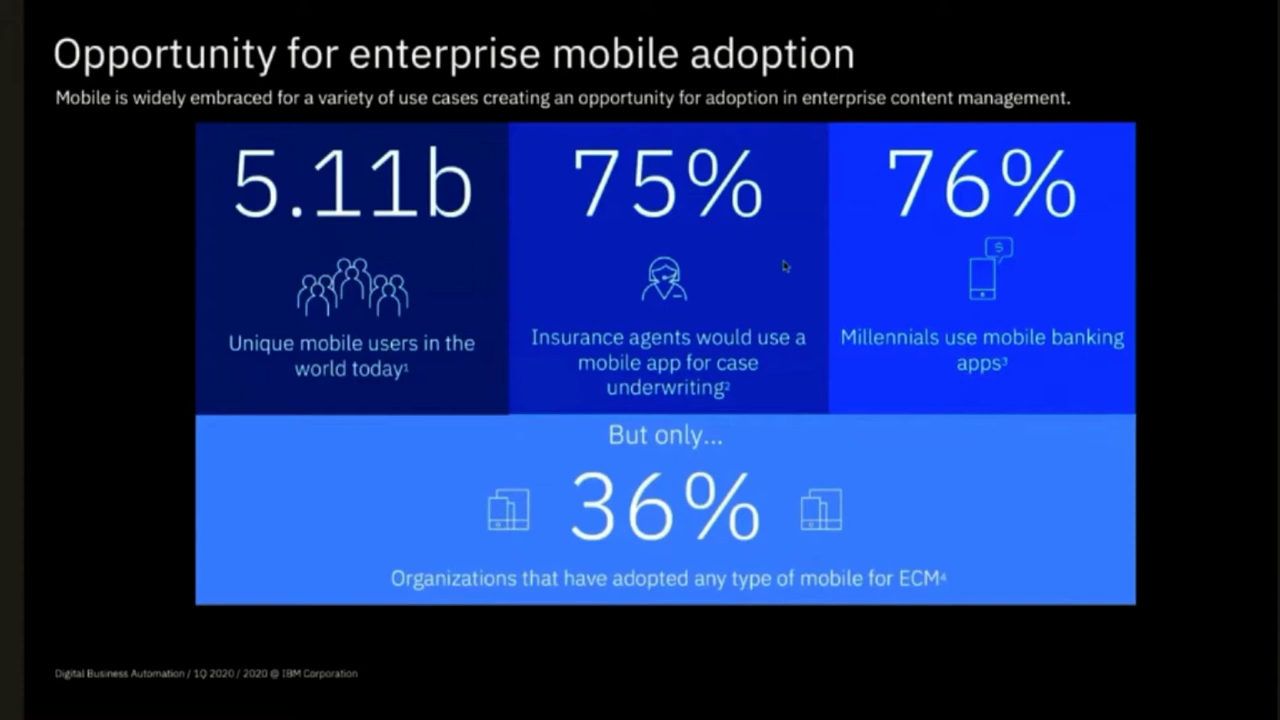 Opportunity for enterprise mobile adoption
Mobile is widely embraced for a variety of use cases creating an opportunity for adoption in enterprise content management.
5.11b
75%
76%
$
Unique mobile users in the
world today¹
Insurance agents would use a
mobile app for case
underwriting²
Millennials use mobile banking
apps³
But only...
36%
Organizations that have adopted any type of mobile for ECM⁴
Digital Business Automation / 1Q 2020 / 2020 @ IBM Corporation